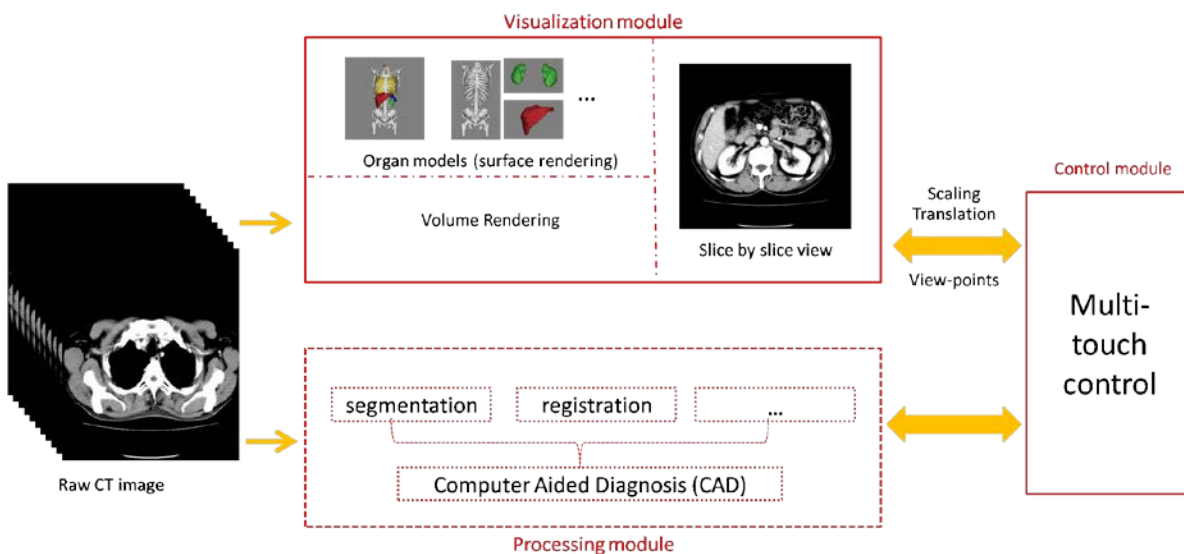 Visualization module
...
Organ models (surface rendering)
Volume Rendering
Slice by slice view
Raw CT image
Scaling
Translation
View-points
Control module
Multi-
touch
control
segmentation
registration
...
Computer Aided Diagnosis (CAD)
Processing module